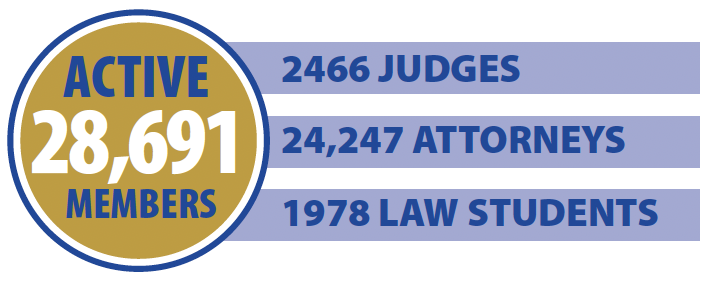 ACTIVE
28,691
MEMBERS
2466 JUDGES
24,247 ATTORNEYS
1978 LAW STUDENTS